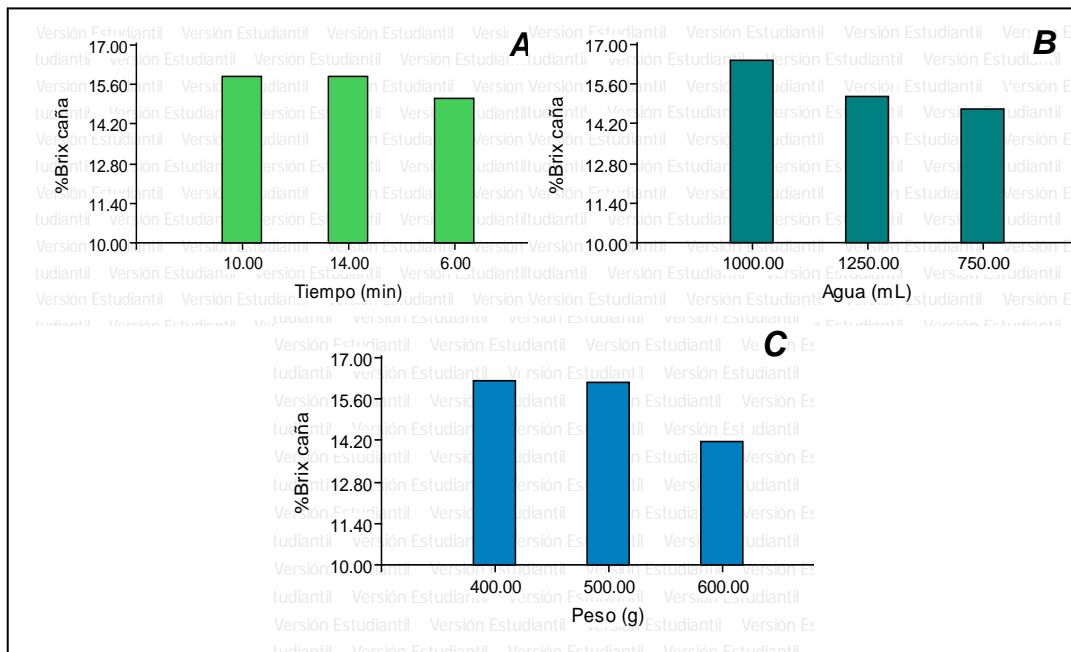 A
%Brix caña
17.00
15.60
14.20
12.80
11.40
10.00
10.00 14.00 6.00
Tiempo (min)
B
%Brix caña
17.00
15.60
14.20
12.80
11.40
10.00
1000.00 1250.00 750.00
Agua (mL)
C
%Brix caña
17.00
15.60
14.20
12.80
11.40
10.00
400.00 500.00 600.00
Peso (g)
Versión Estudiantil